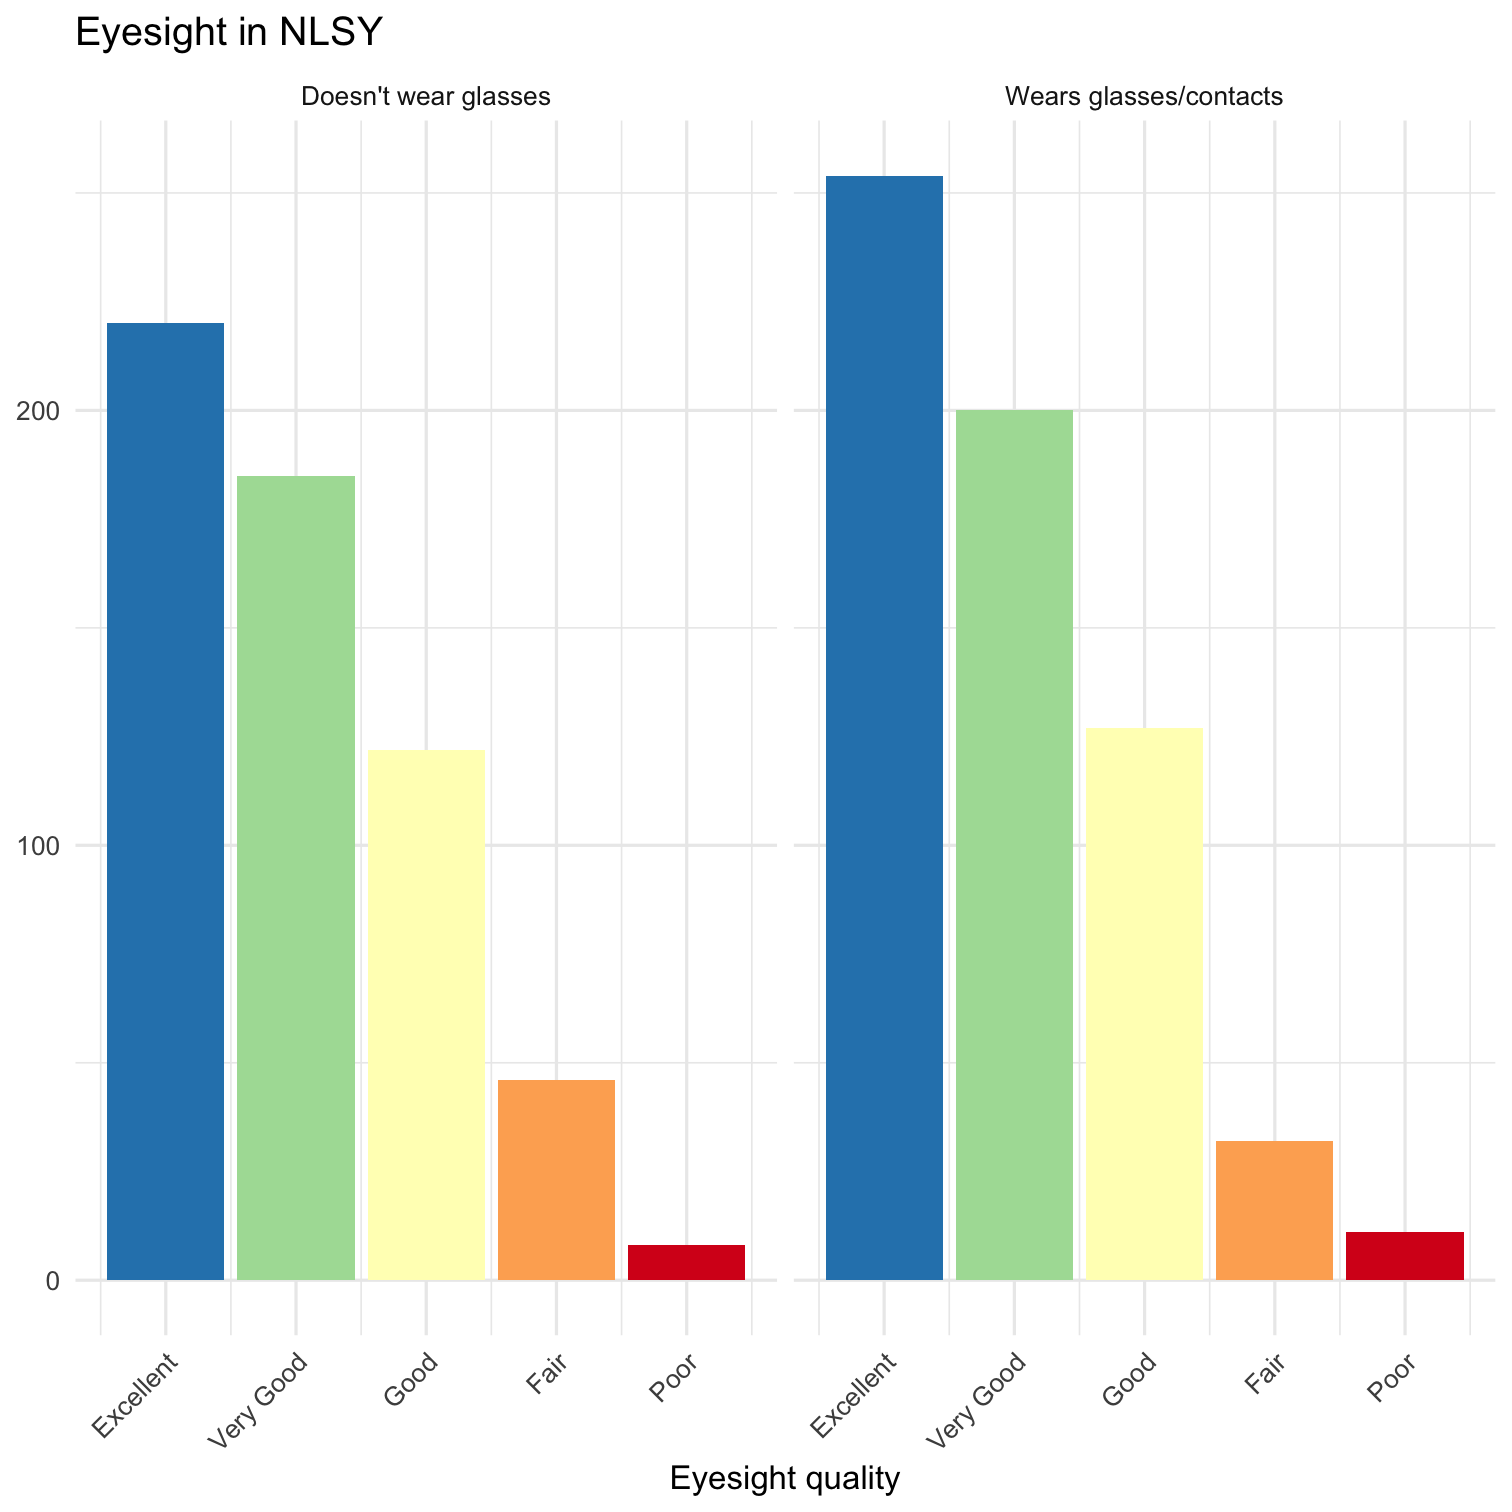 Eyesight in NLSY
Doesn't wear glasses
Wears glasses/contacts
200
100
0
Excellent
Very Good
Good
Fair
Poor
Excellent
Very Good
Good
Fair
Poor
Eyesight quality